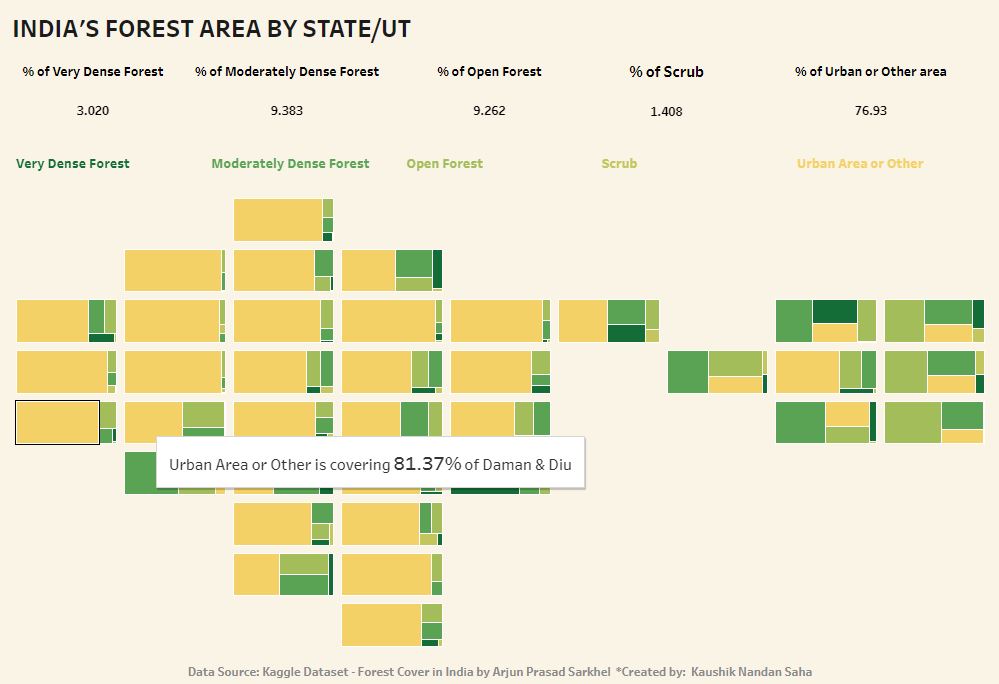 INDIA'S FOREST AREA BY STATE/UT
% of Very Dense Forest % of Moderately Dense Forest % of Open Forest % of Scrub % of Urban or Other area
3.020 9.383 9.262 1.408 76.93
Very Dense Forest Moderately Dense Forest Open Forest Scrub Urban Area or Other
Urban Area or Other is covering 81.37% of Daman & Diu
Data Source: Kaggle Dataset - Forest Cover in India by Arjun Prasad Sarkhel *Created by: Kaushik Nandan Saha